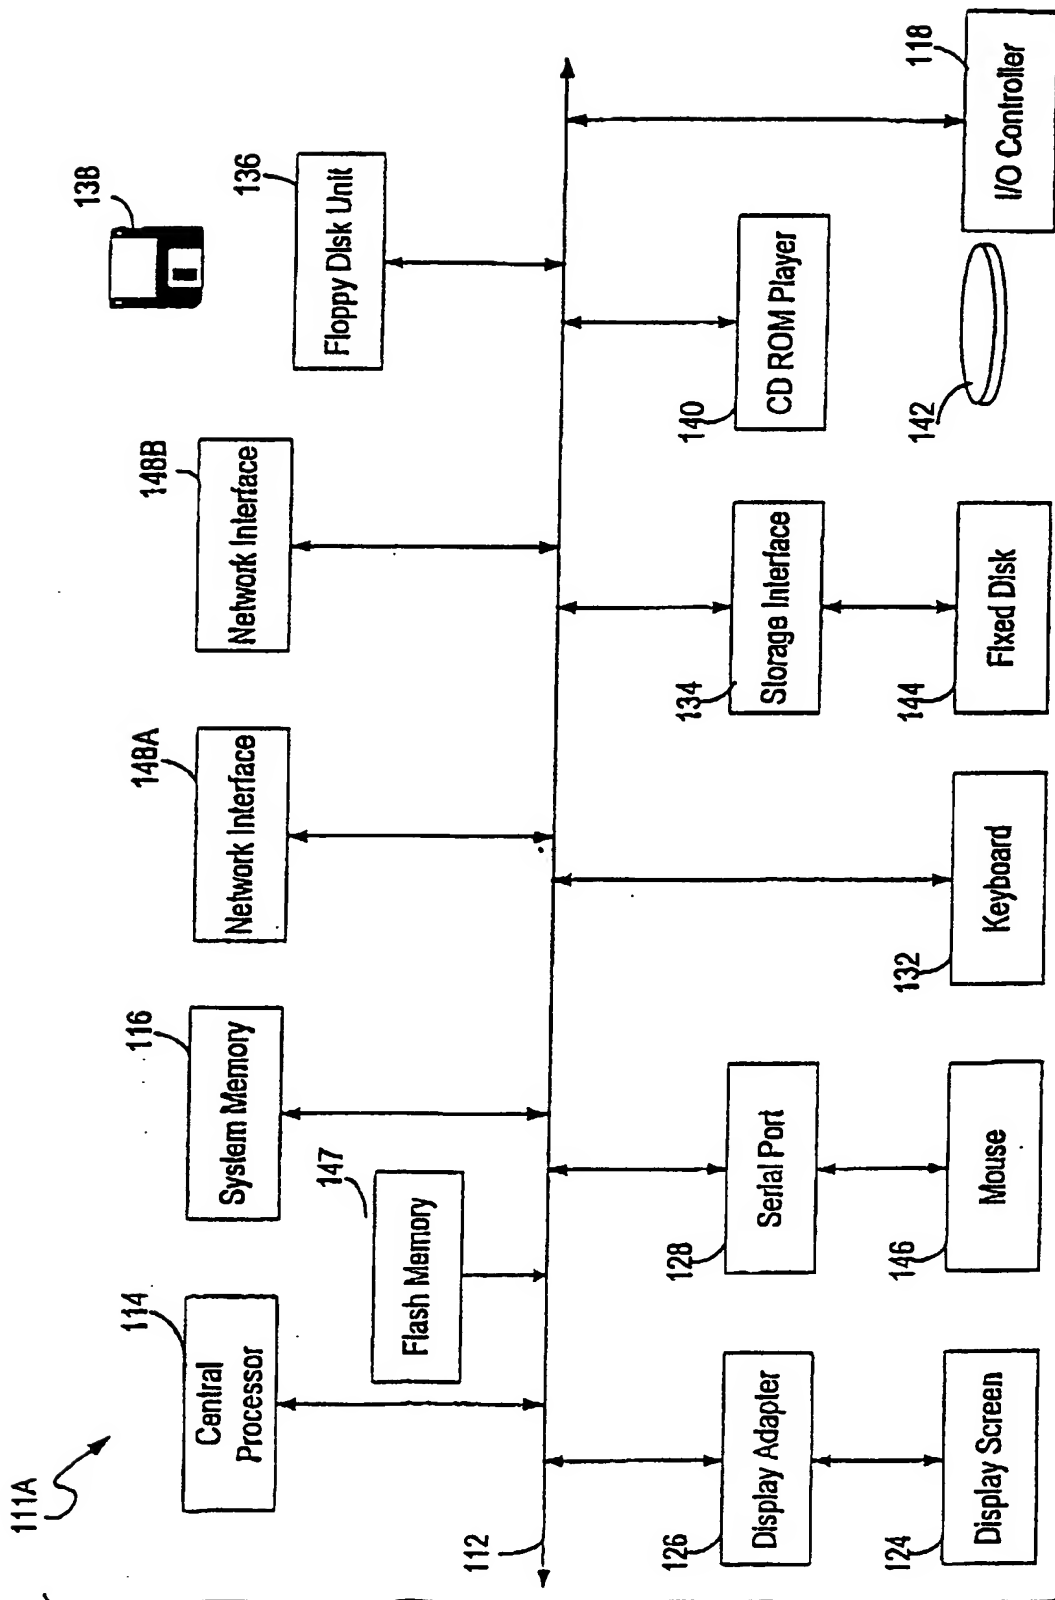 111A
114
Central
Processor
116
System Memory
148A
Network Interface
148B
Network Interface
138
136
Floppy Disk Unit
147
Flash Memory
112
126
Display Adapter
128
Serial Port
134
Storage Interface
140
CD ROM Player
124
Display Screen
146
Mouse
132
Keyboard
144
Fixed Disk
142
118
I/O Controller